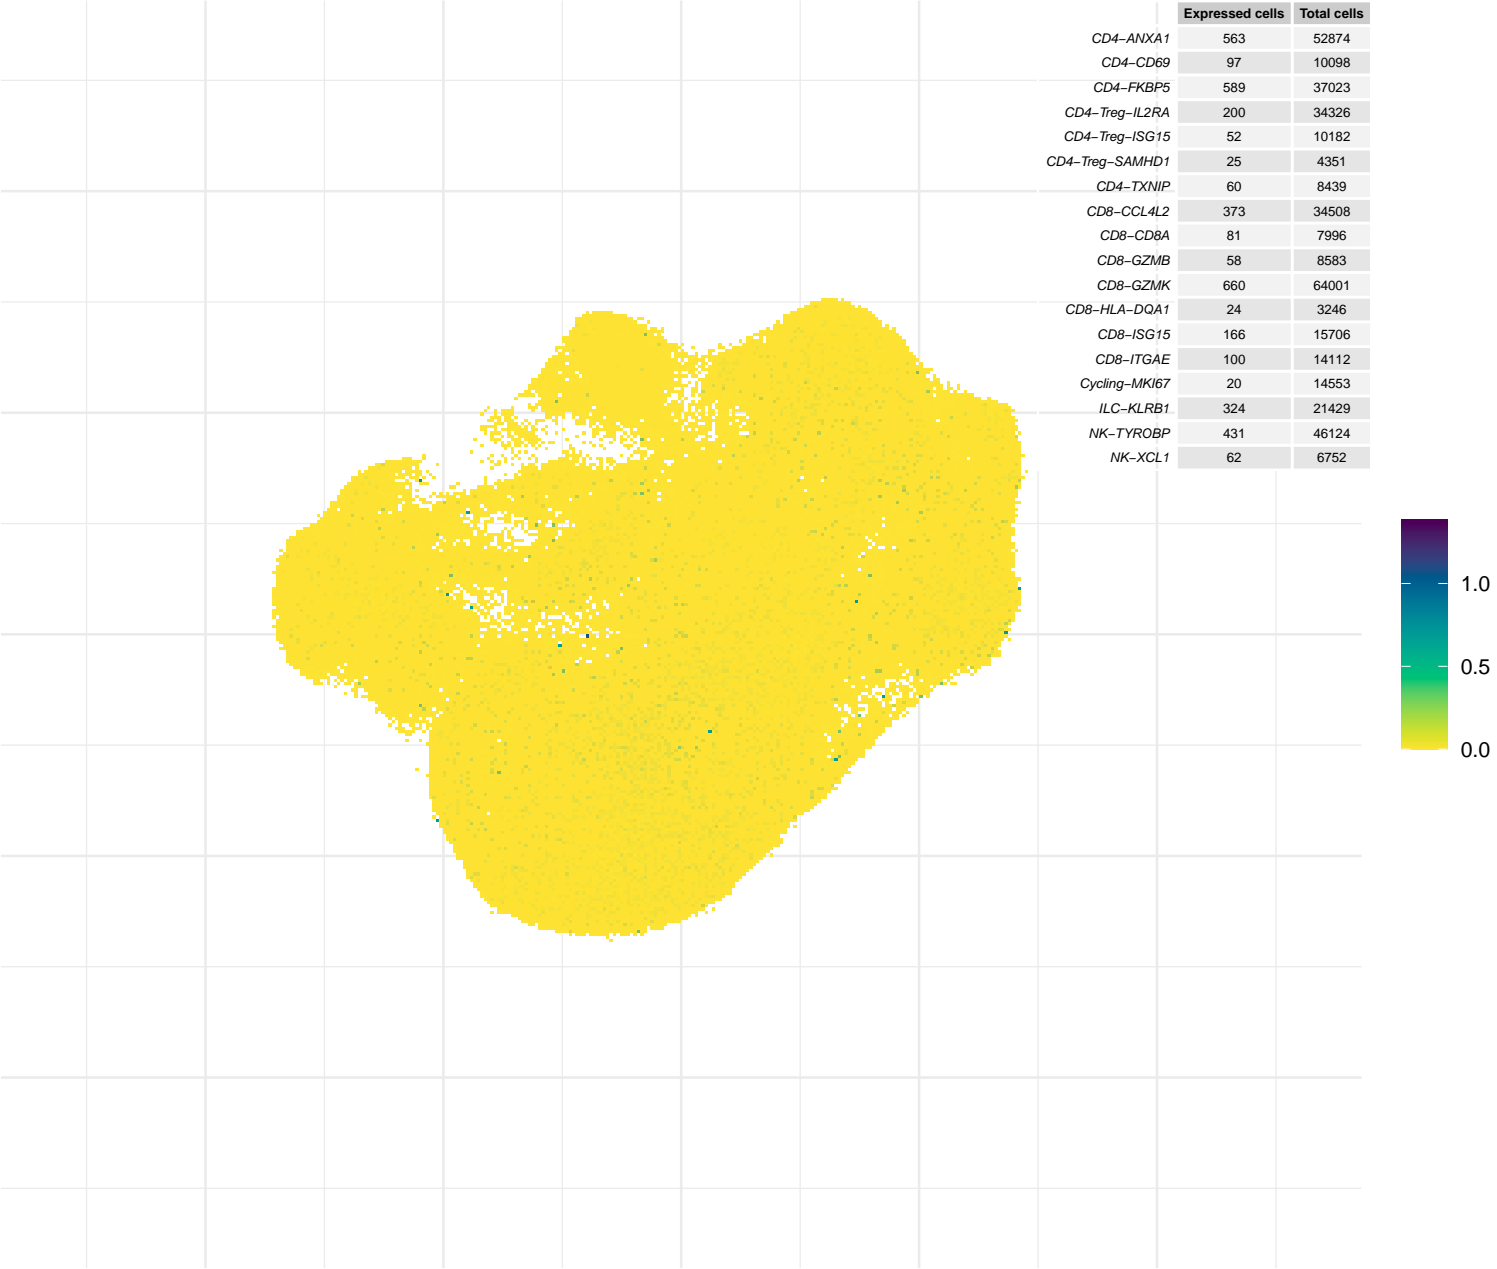 Expressed cells Total cells
CD4−ANXA1 563 52874
CD4−CD69 97 10098
CD4−FKBP5 589 37023
CD4−Treg−IL2RA 200 34326
CD4−Treg−ISG15 52 10182
CD4−Treg−SAMHD1 25 4351
CD4−TXNIP 60 8439
CD8−CCL4L2 373 34508
CD8−CD8A 81 7996
CD8−GZMB 58 8583
CD8−GZMK 660 64001
CD8−HLA−DQA1 24 3246
CD8−ISG15 166 15706
CD8−ITGAE 100 14112
Cycling−MKI67 20 14553
ILC−KLRB1 324 21429
NK−TYROBP 431 46124
NK−XCL1 62 6752
1.0
0.5
0.0